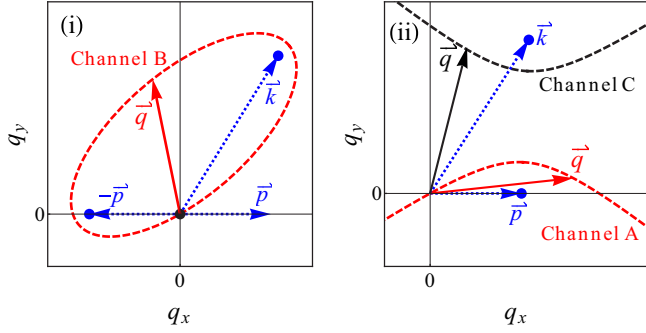 (i)
Channel B
k⃗
q⃗
q_y
-p⃗
p⃗
0
0
q_x
(ii)
k⃗
q⃗
Channel C
q_y
q⃗
0
p⃗
Channel A
0
q_x